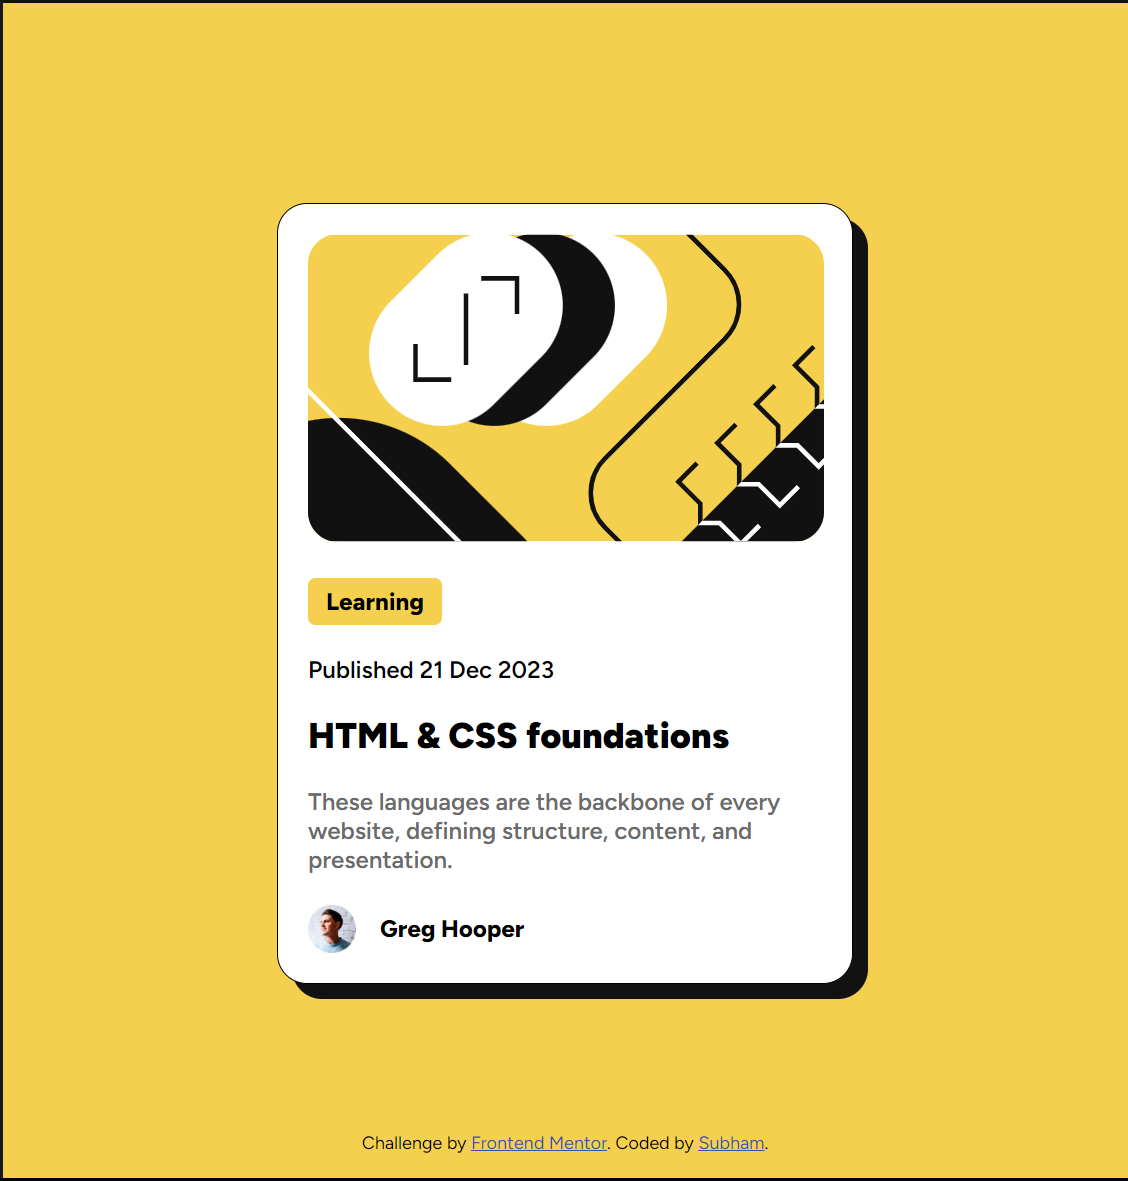 Learning
Published 21 Dec 2023
HTML & CSS foundations
These languages are the backbone of every
website, defining structure, content, and
presentation.
Greg Hooper
Challenge by Frontend Mentor. Coded by Subham.